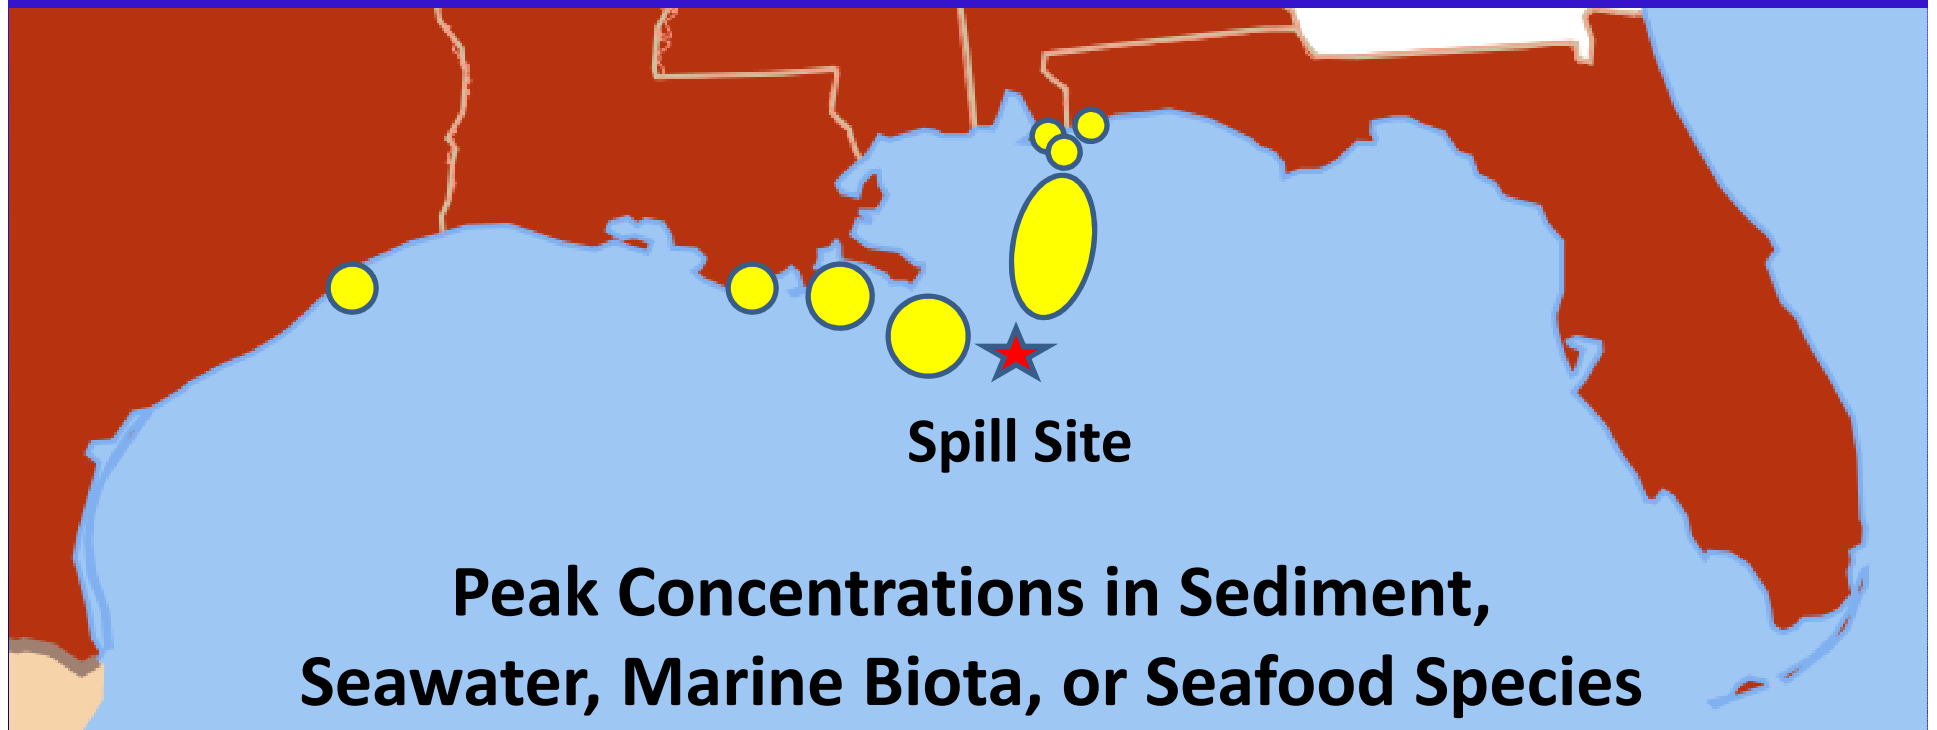 Spill Site
Peak Concentrations in Sediment,
Seawater, Marine Biota, or Seafood Species